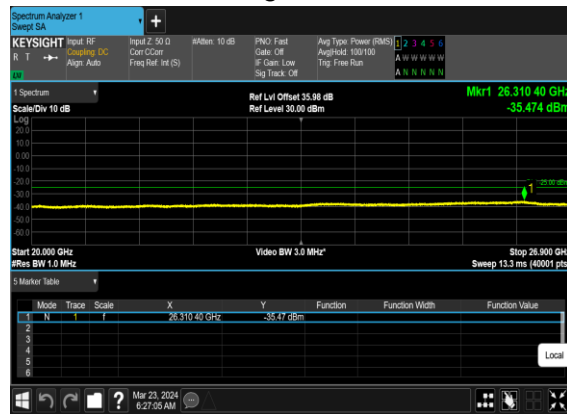 Spectrum Analyzer 1
Swept SA
+
KEYSIGHT Input: RF Input Z: 50 Ω #Atten: 10 dB PNO: Fast Avg Type: Power (RMS) 1 2 3 4 5 6
R T Coupling: DC Corr CCorr Gate: Off Avg|Hold: 100/100 A W W W W W
Align: Auto Freq Ref: Int (S) IF Gain: Low Trig: Free Run
LW Sig Track: Off A N N N N N
1 Spectrum Ref Lvl Offset 35.98 dB Mkr1 26.310 40 GHz
Scale/Div 10 dB Ref Level 30.00 dBm -35.474 dBm
Log
20.0
10.0
0.00
-10.0
-20.0
1 -25.00 dBm
-30.0
-40.0
-50.0
-60.0
Start 20.000 GHz Video BW 3.0 MHz* Stop 26.900 GHz
#Res BW 1.0 MHz Sweep 13.3 ms (40001 pts
5 Marker Table
Mode Trace Scale X Y Function Function Width Function Value
1 N 1 f 26.310 40 GHz -35.47 dBm
2
3
4
5
6
Local
? Mar 23, 2024
6:27:05 AM